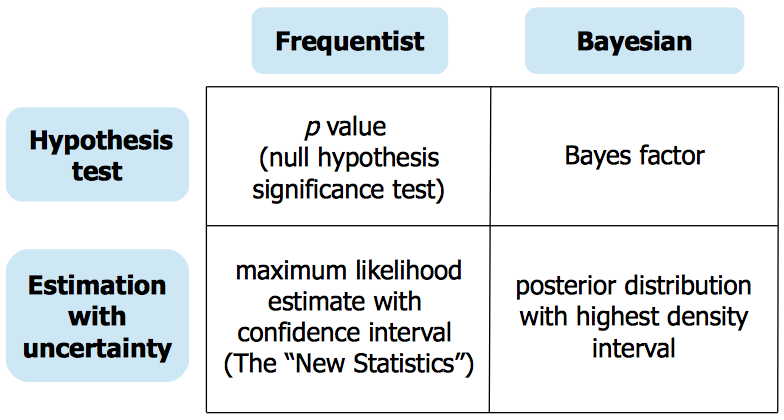 Frequentist
Bayesian
Hypothesis
test
p value
(null hypothesis
significance test)
Bayes factor
Estimation
with
uncertainty
maximum likelihood
estimate with
confidence interval
(The “New Statistics”)
posterior distribution
with highest density
interval